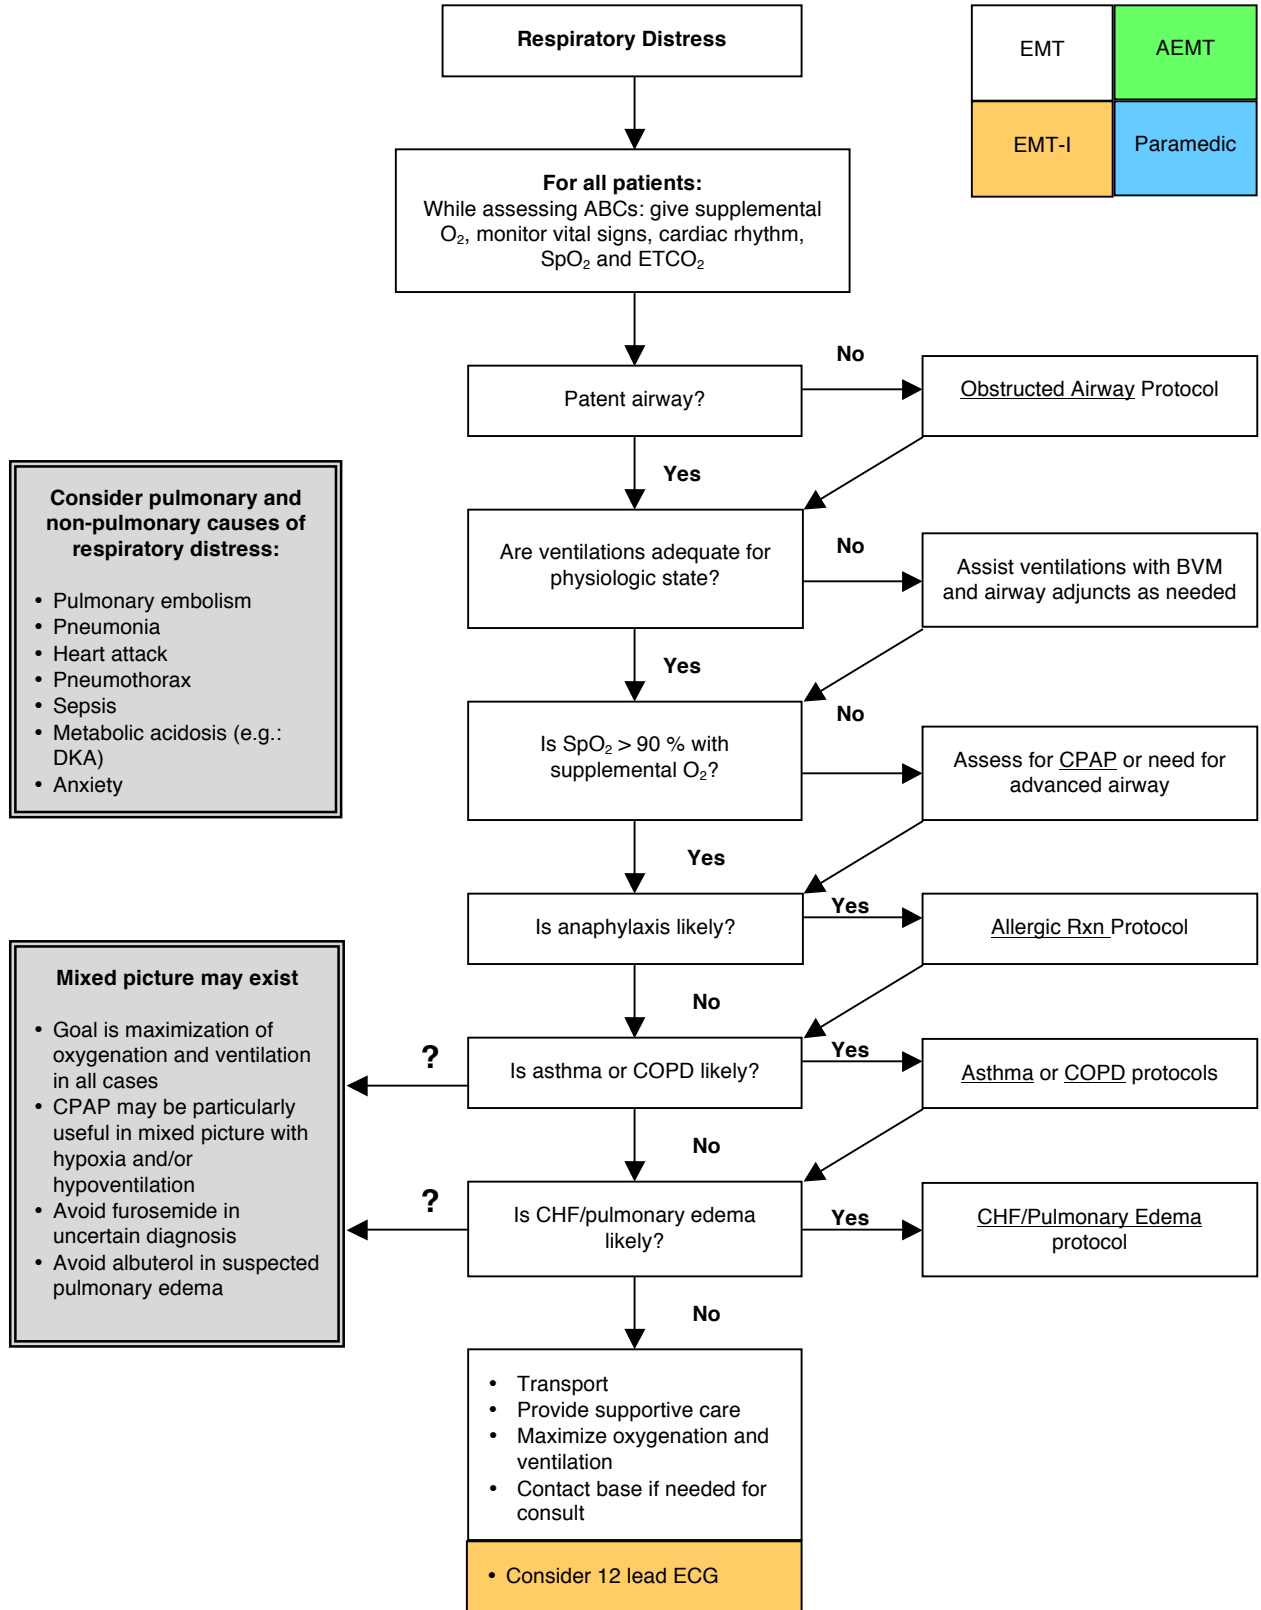 Respiratory Distress
EMT
AEMT
EMT-I
Paramedic
For all patients:
While assessing ABCs: give supplemental
O₂, monitor vital signs, cardiac rhythm,
SpO₂ and ETCO₂
Patent airway?
No
Obstructed Airway Protocol
Yes
Consider pulmonary and
non-pulmonary causes of
respiratory distress:
• Pulmonary embolism
• Pneumonia
• Heart attack
• Pneumothorax
• Sepsis
• Metabolic acidosis (e.g.:
DKA)
• Anxiety
Are ventilations adequate for
physiologic state?
No
Assist ventilations with BVM
and airway adjuncts as needed
Yes
Is SpO₂ > 90 % with
supplemental O₂?
No
Assess for CPAP or need for
advanced airway
Yes
Is anaphylaxis likely?
Yes
Allergic Rxn Protocol
No
Mixed picture may exist
• Goal is maximization of
oxygenation and ventilation
in all cases
• CPAP may be particularly
useful in mixed picture with
hypoxia and/or
hypoventilation
• Avoid furosemide in
uncertain diagnosis
• Avoid albuterol in suspected
pulmonary edema
?
Is asthma or COPD likely?
Yes
Asthma or COPD protocols
No
?
Is CHF/pulmonary edema
likely?
Yes
CHF/Pulmonary Edema
protocol
No
• Transport
• Provide supportive care
• Maximize oxygenation and
ventilation
• Contact base if needed for
consult
• Consider 12 lead ECG